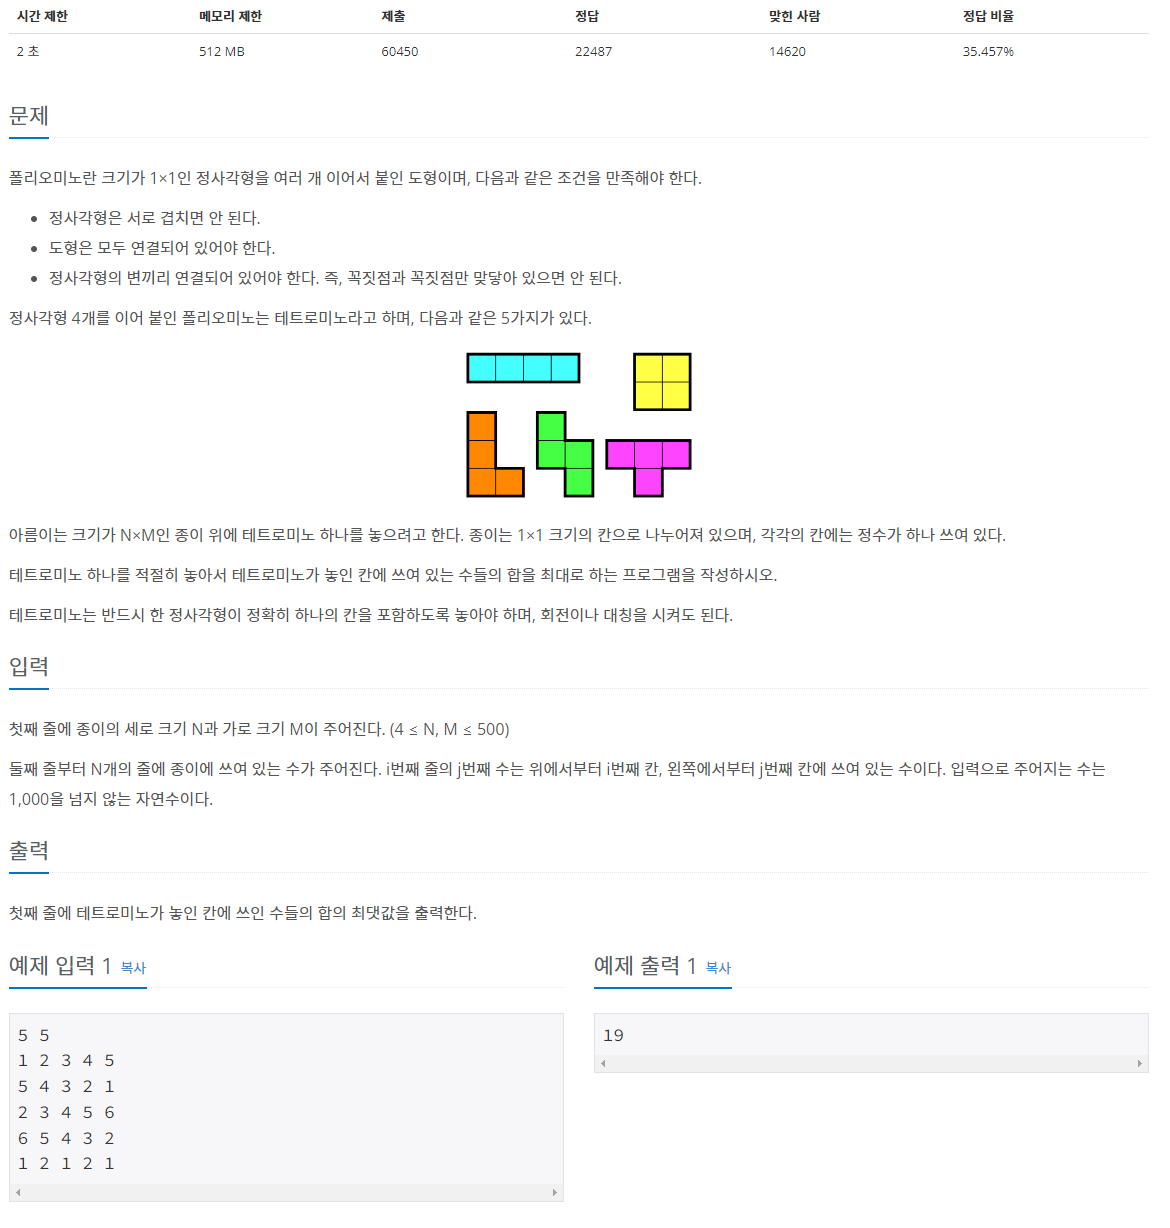 시간 제한 메모리 제한 제출 정답 맞힌 사람 정답 비율
2 초 512 MB 60450 22487 14620 35.457%
문제
폴리오미노란 크기가 1×1인 정사각형을 여러 개 이어서 붙인 도형이며, 다음과 같은 조건을 만족해야 한다.
정사각형은 서로 겹치면 안 된다.
도형은 모두 연결되어 있어야 한다.
정사각형의 변끼리 연결되어 있어야 한다. 즉, 꼭짓점과 꼭짓점만 맞닿아 있으면 안 된다.
정사각형 4개를 이어 붙인 폴리오미노는 테트로미노라고 하며, 다음과 같은 5가지가 있다.
아름이는 크기가 N×M인 종이 위에 테트로미노 하나를 놓으려고 한다. 종이는 1×1 크기의 칸으로 나누어져 있으며, 각각의 칸에는 정수가 하나 쓰여 있다.
테트로미노 하나를 적절히 놓아서 테트로미노가 놓인 칸에 쓰여 있는 수들의 합을 최대로 하는 프로그램을 작성하시오.
테트로미노는 반드시 한 정사각형이 정확히 하나의 칸을 포함하도록 놓아야 하며, 회전이나 대칭을 시켜도 된다.
입력
첫째 줄에 종이의 세로 크기 N과 가로 크기 M이 주어진다. (4 ≤ N, M ≤ 500)
둘째 줄부터 N개의 줄에 종이에 쓰여 있는 수가 주어진다. i번째 줄의 j번째 수는 위에서부터 i번째 칸, 왼쪽에서부터 j번째 칸에 쓰여 있는 수이다. 입력으로 주어지는 수는
1,000을 넘지 않는 자연수이다.
출력
첫째 줄에 테트로미노가 놓인 칸에 쓰인 수들의 합의 최댓값을 출력한다.
예제 입력 1 복사
5 5
1 2 3 4 5
5 4 3 2 1
2 3 4 5 6
6 5 4 3 2
1 2 1 2 1
예제 출력 1 복사
19